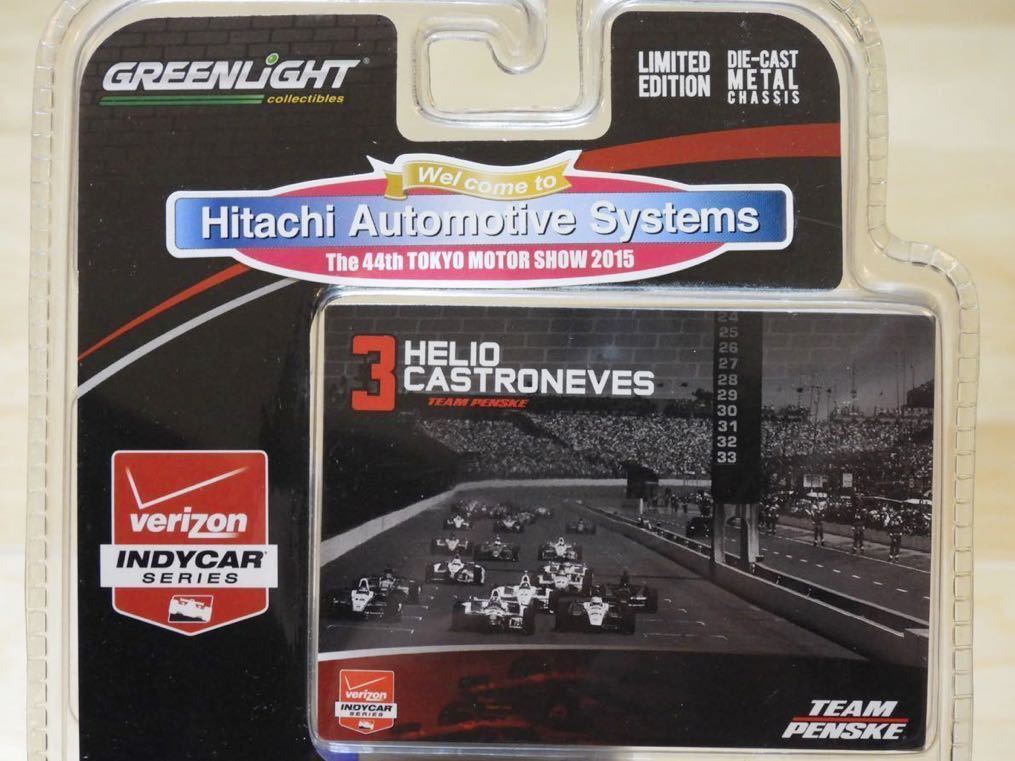 GREENLiGHT
collectibles
LIMITED
EDITION
DIE-CAST
METAL
CHASSIS
Wel come to
Hitachi Automotive Systems
The 44th TOKYO MOTOR SHOW 2015
3
HELIO
CASTRONEVES
TEAM PENSKE
24
25
26
27
28
29
30
31
32
33
verizon
INDYCAR
SERIES
verizon
INDYCAR
SERIES
TEAM
PENSKE